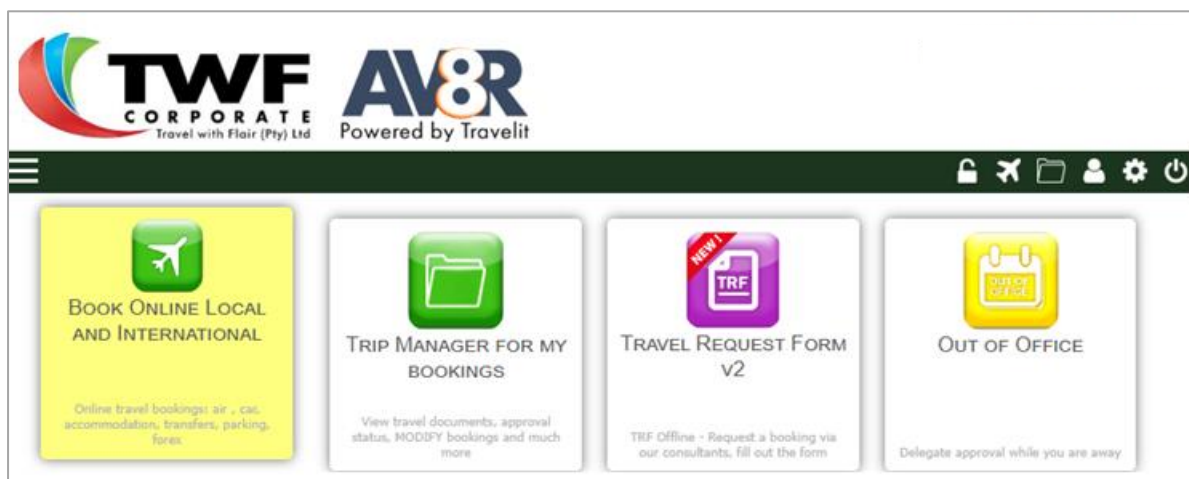 TWF
CORPORATE
Travel with Flair (Pty) Ltd
AV8R
Powered by Travelit
BOOK ONLINE LOCAL
AND INTERNATIONAL
Online travel bookings: air , car,
accommodation, transfers, parking,
forex
TRIP MANAGER FOR MY
BOOKINGS
View travel documents, approval
status, MODIFY bookings and much
more
NEW!
TRF
TRAVEL REQUEST FORM
V2
TRF Offline - Request a booking via
our consultants, fill out the form
OUT OF
OFFICE
OUT OF OFFICE
Delegate approval while you are away